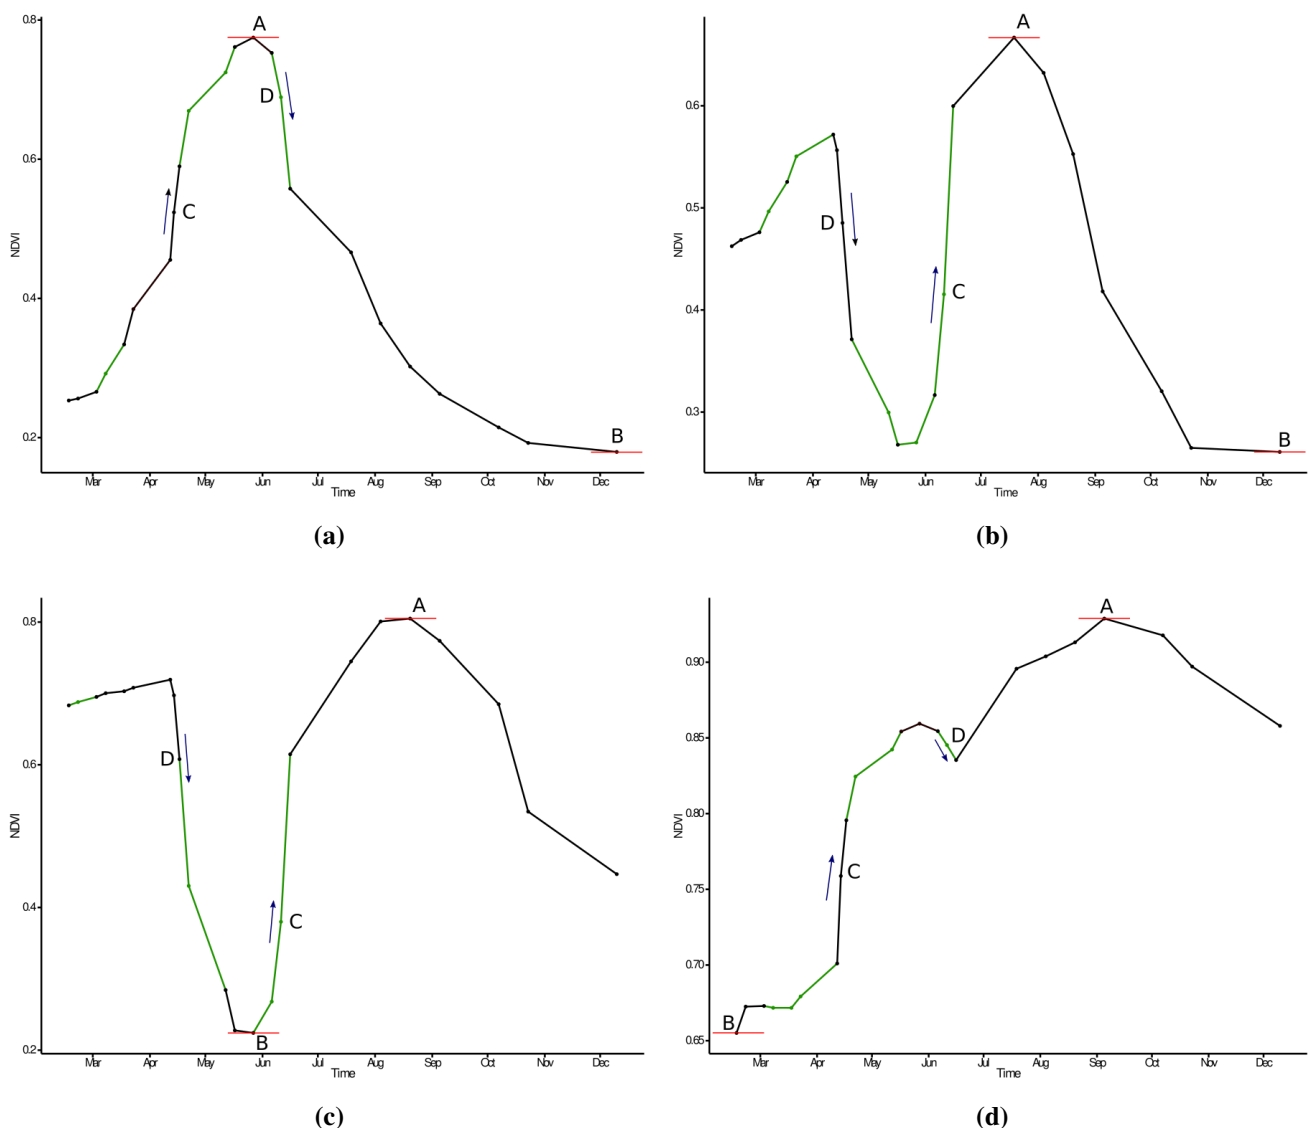 0.8
0.6
0.4
0.2
NDVI
A
D
C
B
Mar Apr May Jun Jul Aug Sep Oct Nov Dec
Time
(a)
0.6
0.5
0.4
0.3
NDVI
A
D
C
B
Mar Apr May Jun Jul Aug Sep Oct Nov Dec
Time
(b)
0.8
0.6
0.4
0.2
NDVI
A
D
C
B
Mar Apr May Jun Jul Aug Sep Oct Nov Dec
Time
(c)
0.90
0.85
0.80
0.75
0.70
0.65
NDVI
A
D
C
B
Mar Apr May Jun Jul Aug Sep Oct Nov Dec
Time
(d)